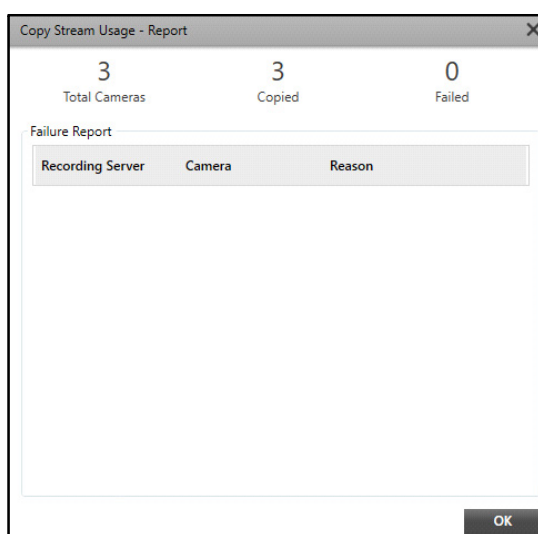 Copy Stream Usage - Report
3 3 0
Total Cameras Copied Failed
Failure Report
Recording Server Camera Reason
OK